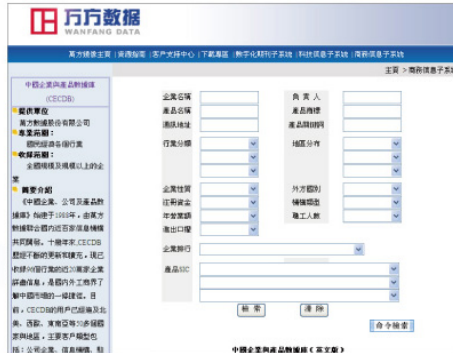 万方数据
WANFANG DATA
萬方鏡像主頁 | 資源指南 | 客戶支持中心 | 下載專區 | 數字化期刊子系統 | 科技信息子系統 | 商務信息子系統
主頁 > 商務信息子系統
中國企業與產品數據庫
(CECDB)
提供單位
萬方數據股份有限公司
專業範圍：
國民經濟各個行業
收錄範圍：
全國規模及規模以上的企
業
簡要介紹
《中國企業、公司及產品數
據庫》始建于1988年，由萬方
數據聯合國內近百家信息機構
共同開發。十幾年來,CECDB
歷經不斷的更新和擴充，現已
收錄96個行業的近20萬家企業
詳盡信息，是國內外工商界了
解中國市場的一條捷徑。目
前，CECDB的用戶已經遍及北
美、西歐、東南亞等50多個國
家與地區，主要客戶類型包
括：公司企業、信息機構、駐
企業名稱
負責人
產品名稱
產品商標
通訊地址
產品關鍵詞
行業分類
地區分布
企業性質
外方國別
注冊資金
機構類型
年營業額
職工人數
進出口權
企業排行
產品SIC
檢索
清除
命令檢索
中國企業與產品數據庫（英文版）